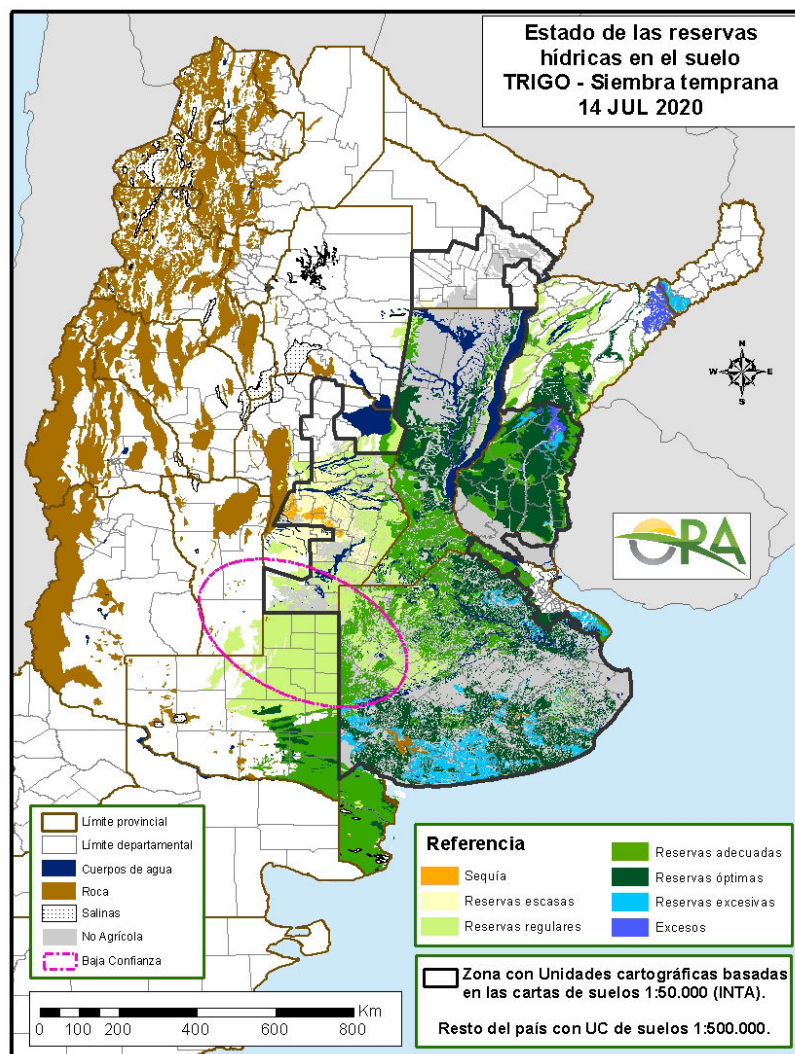 Estado de las reservas
hídricas en el suelo
TRIGO - Siembra temprana
14 JUL 2020
N
W
E
S
ORA
Límite provincial
Límite departamental
Cuerpos de agua
Roca
Salinas
No Agrícola
Baja Confianza
Referencia
Sequía
Reservas escasas
Reservas regulares
Reservas adecuadas
Reservas óptimas
Reservas excesivas
Excesos
Zona con Unidades cartográficas basadas
en las cartas de suelos 1:50.000 (INTA).
Resto del país con UC de suelos 1:500.000.
Km
0 100 200 400 600 800